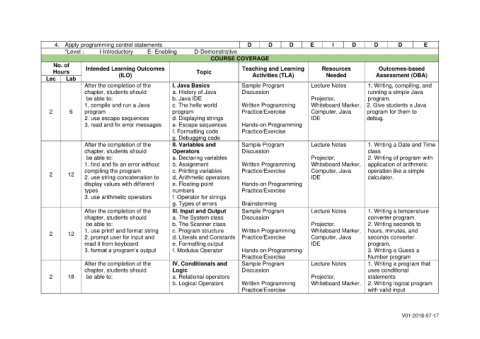 4. Apply programming control statements D D D E I D D D E
*Level : I-Introductory E- Enabling D-Demonstrative
COURSE COVERAGE
No. of Hours
Lec Lab
Intended Learning Outcomes (ILO)
Topic
Teaching and Learning Activities (TLA)
Resources Needed
Outcomes-based Assessment (OBA)
2 6
After the completion of the
chapter, students should
be able to:
1. compile and run a Java
program
2. use escape sequences
3. read and fix error messages
I. Java Basics
a. History of Java
b. Java IDE
c. The hello world
program
d. Displaying strings
e. Escape sequences
f. Formatting code
g. Debugging code
Sample Program
Discussion
Written Programming
Practice/Exercise
Hands-on Programming
Practice/Exercise
Lecture Notes
Projector,
Whiteboard Marker,
Computer, Java
IDE
1. Writing, compiling, and
running a simple Java
program.
2. Give students a Java
program for them to
debug.
2 12
After the completion of the
chapter, students should
be able to:
1. find and fix an error without
compiling the program
2. use string concatenation to
display values with different
types
3. use arithmetic operators
II. Variables and
Operators
a. Declaring variables
b. Assignment
c. Printing variables
d. Arithmetic operators
e. Floating-point
numbers
f. Operator for strings
g. Types of errors
Sample Program
Discussion
Written Programming
Practice/Exercise
Hands-on Programming
Practice/Exercise
Brainstorming
Lecture Notes
Projector,
Whiteboard Marker,
Computer, Java
IDE
1. Writing a Date and Time
class
2. Writing of program with
application of arithmetic
operation like a simple
calculator.
2 12
After the completion of the
chapter, students should
be able to:
1. use print and format string
2. prompt user for input and
read it from keyboard
3. format a program's output
III. Input and Output
a. The System class
b. The Scanner class
c. Program structure
d. Literals and Constants
e. Formatting output
f. Modulus Operator
Sample Program
Discussion
Written Programming
Practice/Exercise
Hands-on Programming
Practice/Exercise
Lecture Notes
Projector,
Whiteboard Marker,
Computer, Java
IDE
1. Writing a temperature
converter program.
2. Writing seconds to
hours, minutes, and
seconds converter
program.
3. Writing a Guess a
Number program
2 18
After the completion of the
chapter, students should
be able to:
IV. Conditionals and
Logic
a. Relational operators
b. Logical Operators
Sample Program
Discussion
Written Programming
Practice/Exercise
Lecture Notes
Projector,
Whiteboard Marker,
1. Writing a program that
uses conditional
statements
2. Writing logical program
with valid input
V01-2018-07-17